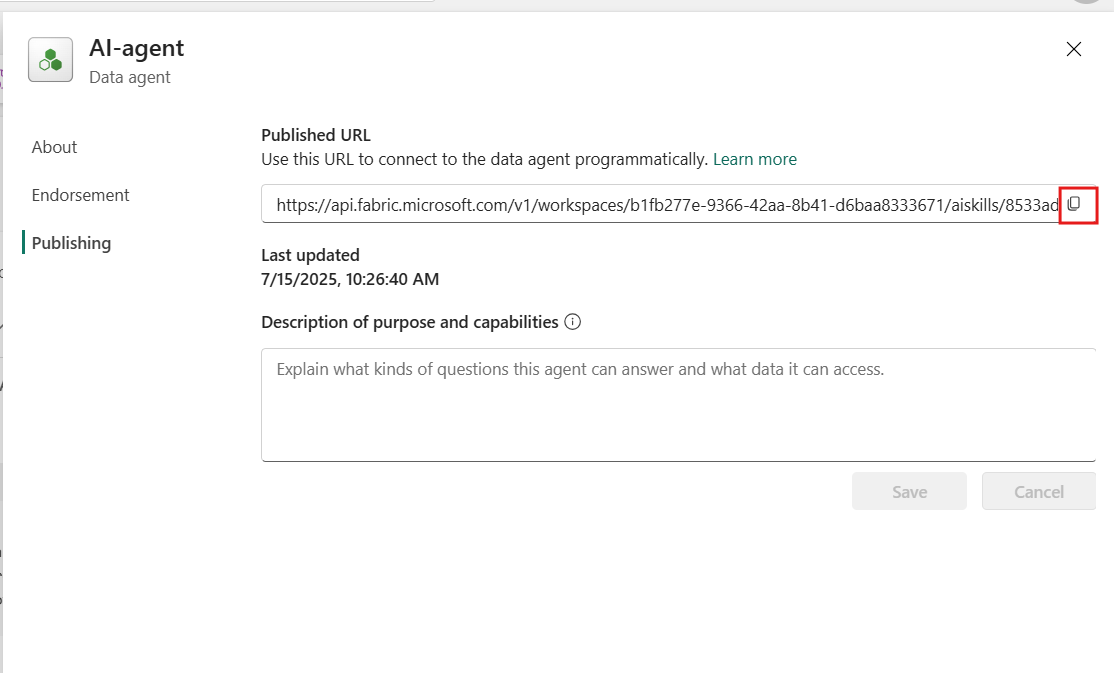 AI-agent
Data agent
About
Endorsement
Publishing
Published URL
Use this URL to connect to the data agent programmatically. Learn more
https://api.fabric.microsoft.com/v1/workspaces/b1fb277e-9366-42aa-8b41-d6baa8333671/aiskills/8533ad
Last updated
7/15/2025, 10:26:40 AM
Description of purpose and capabilities
Explain what kinds of questions this agent can answer and what data it can access.
Save
Cancel